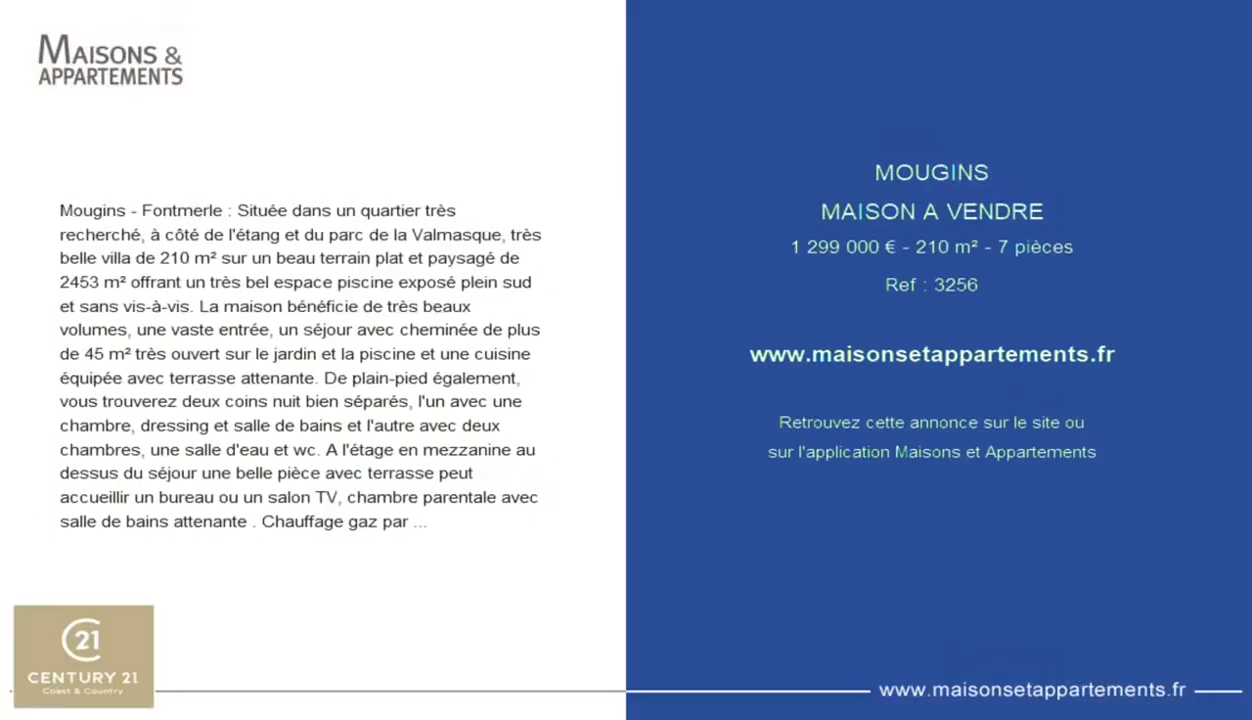 MAISONS &
APPARTEMENTS
Mougins - Fontmerle : Située dans un quartier très
recherché, à côté de l'étang et du parc de la Valmasque, très
belle villa de 210 m² sur un beau terrain plat et paysagé de
2453 m² offrant un très bel espace piscine exposé plein sud
et sans vis-à-vis. La maison bénéficie de très beaux
volumes, une vaste entrée, un séjour avec cheminée de plus
de 45 m² très ouvert sur le jardin et la piscine et une cuisine
équipée avec terrasse attenante. De plain-pied également,
vous trouverez deux coins nuit bien séparés, l'un avec une
chambre, dressing et salle de bains et l'autre avec deux
chambres, une salle d'eau et wc. A l'étage en mezzanine au
dessus du séjour une belle pièce avec terrasse peut
accueillir un bureau ou un salon TV, chambre parentale avec
salle de bains attenante . Chauffage gaz par ...
C21
CENTURY 21
Coast & Country
MOUGINS
MAISON A VENDRE
1 299 000 € - 210 m² - 7 pièces
Ref : 3256
www.maisonsetappartements.fr
Retrouvez cette annonce sur le site ou
sur l'application Maisons et Appartements
www.maisonsetappartements.fr